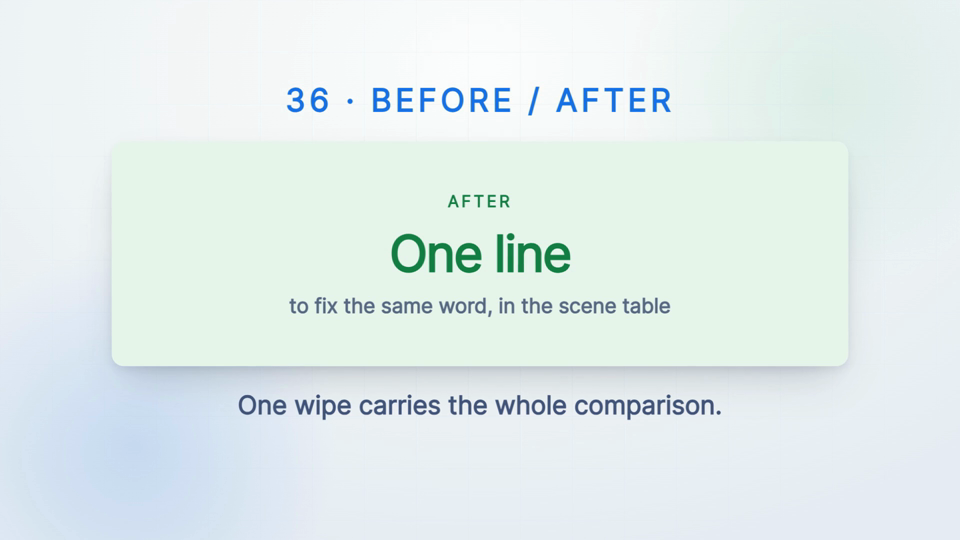 36 · BEFORE / AFTER
AFTER
One line
to fix the same word, in the scene table
One wipe carries the whole comparison.